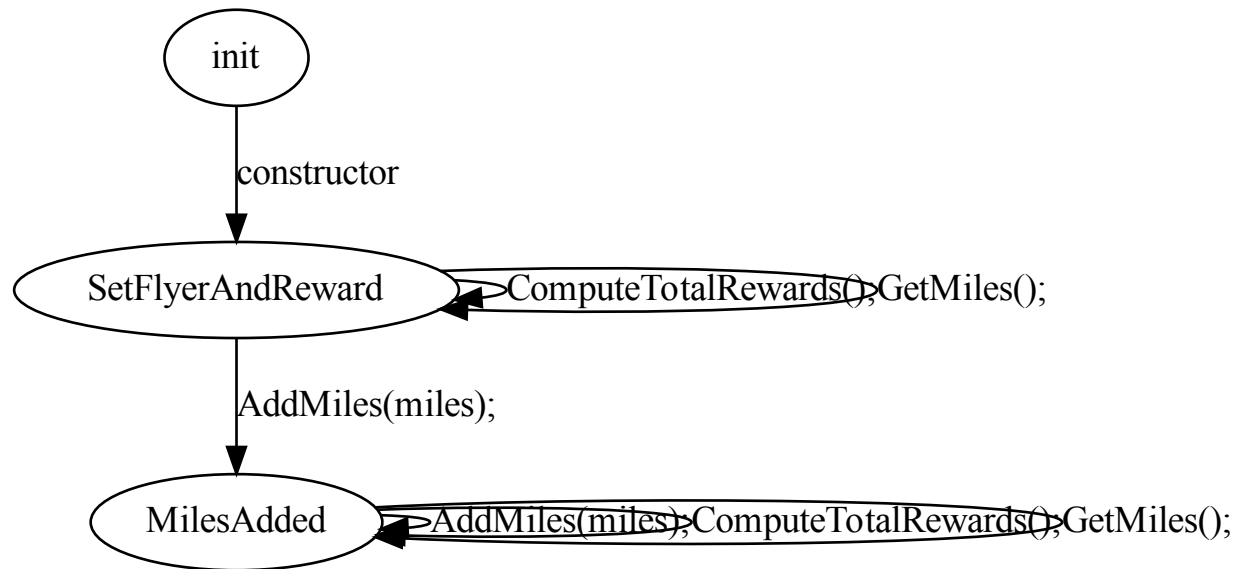 init
constructor
SetFlyerAndReward
ComputeTotalRewards();
GetMiles();
AddMiles(miles);
MilesAdded
AddMiles(miles);
ComputeTotalRewards();
GetMiles();